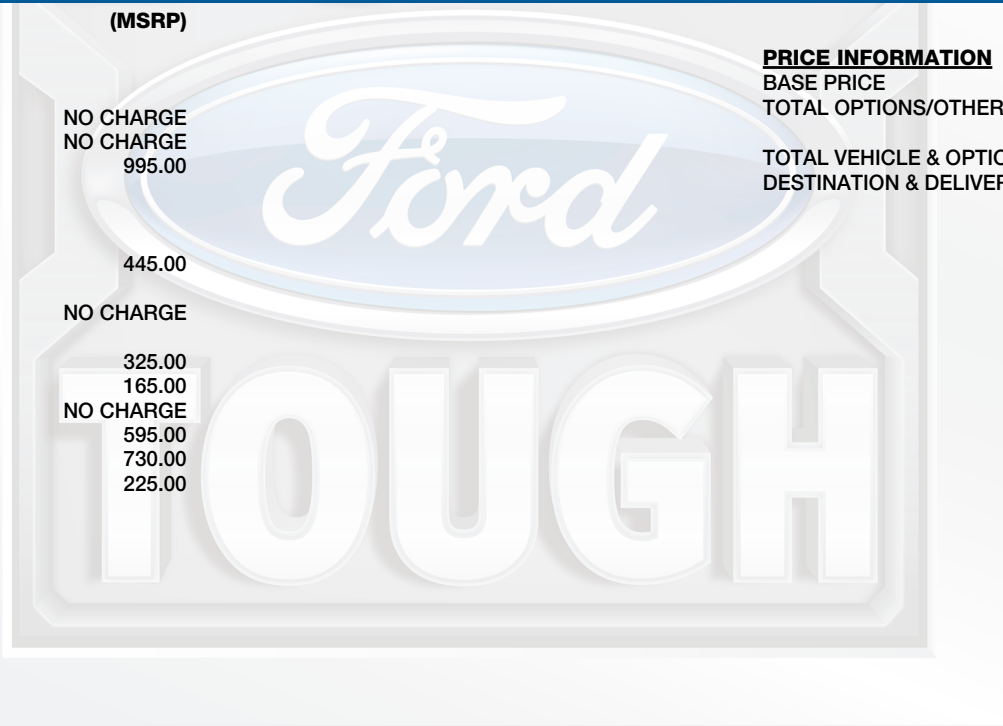 (MSRP)
NO CHARGE
NO CHARGE
995.00
445.00
NO CHARGE
325.00
165.00
NO CHARGE
595.00
730.00
225.00
PRICE INFORMATION
BASE PRICE
TOTAL OPTIONS/OTHER
TOTAL VEHICLE & OPTIO
DESTINATION & DELIVER
Ford
TOUGH